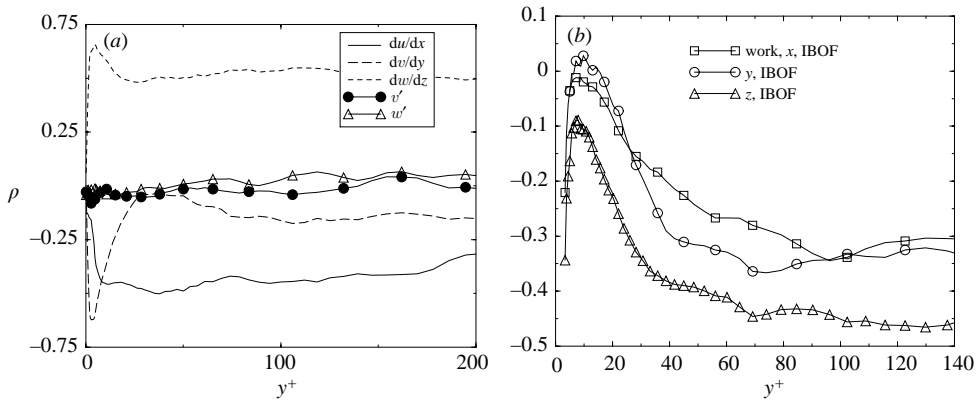 (a)
du/dx
dv/dy
dw/dz
v′
w′
0.75
0.25
ρ
−0.25
−0.75
0
100
200
y+
(b)
work, x, IBOF
y, IBOF
z, IBOF
0.1
0
−0.1
−0.2
−0.3
−0.4
−0.5
0
20
40
60
80
100
120
140
y+